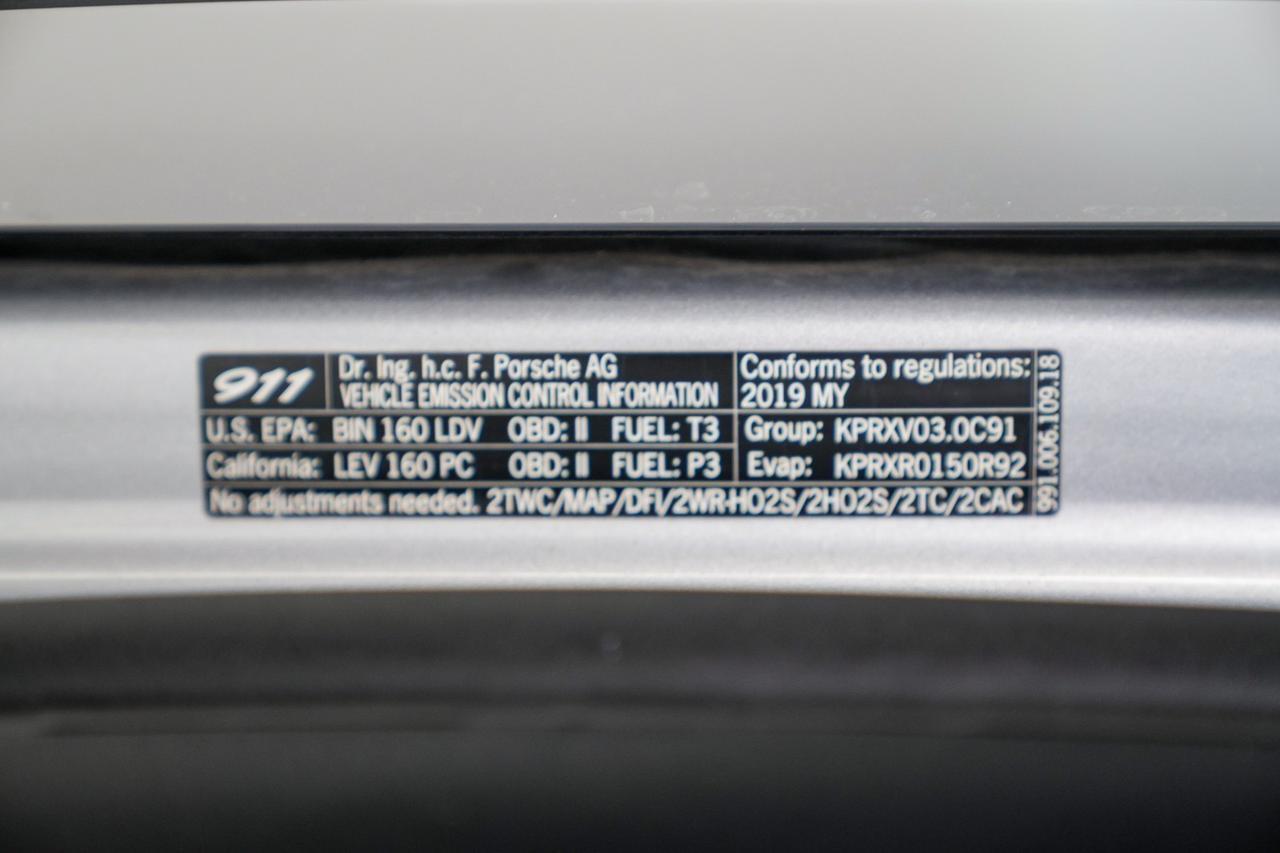 911
Dr. Ing. h.c. F. Porsche AG
VEHICLE EMISSION CONTROL INFORMATION
Conforms to regulations:
2019 MY
U.S. EPA: BIN 160 LDV OBD: II FUEL: T3
Group: KPRXV03.0C91
California: LEV 160 PC OBD: II FUEL: P3
Evap: KPRXR0150R92
No adjustments needed. 2TWC/MAP/DFI/2WR-HO2S/2HO2S/2TC/2CAC
991.006.109.18